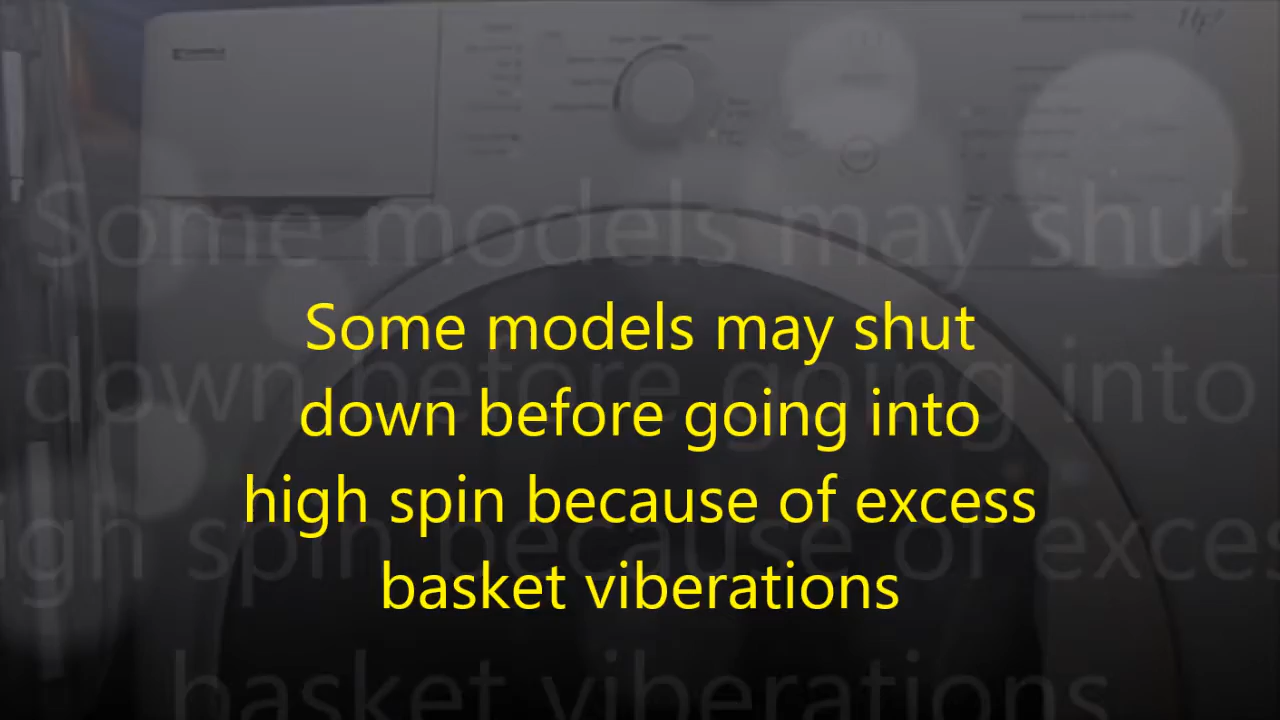 Some models may shut
down before going into
high spin because of excess
basket viberations